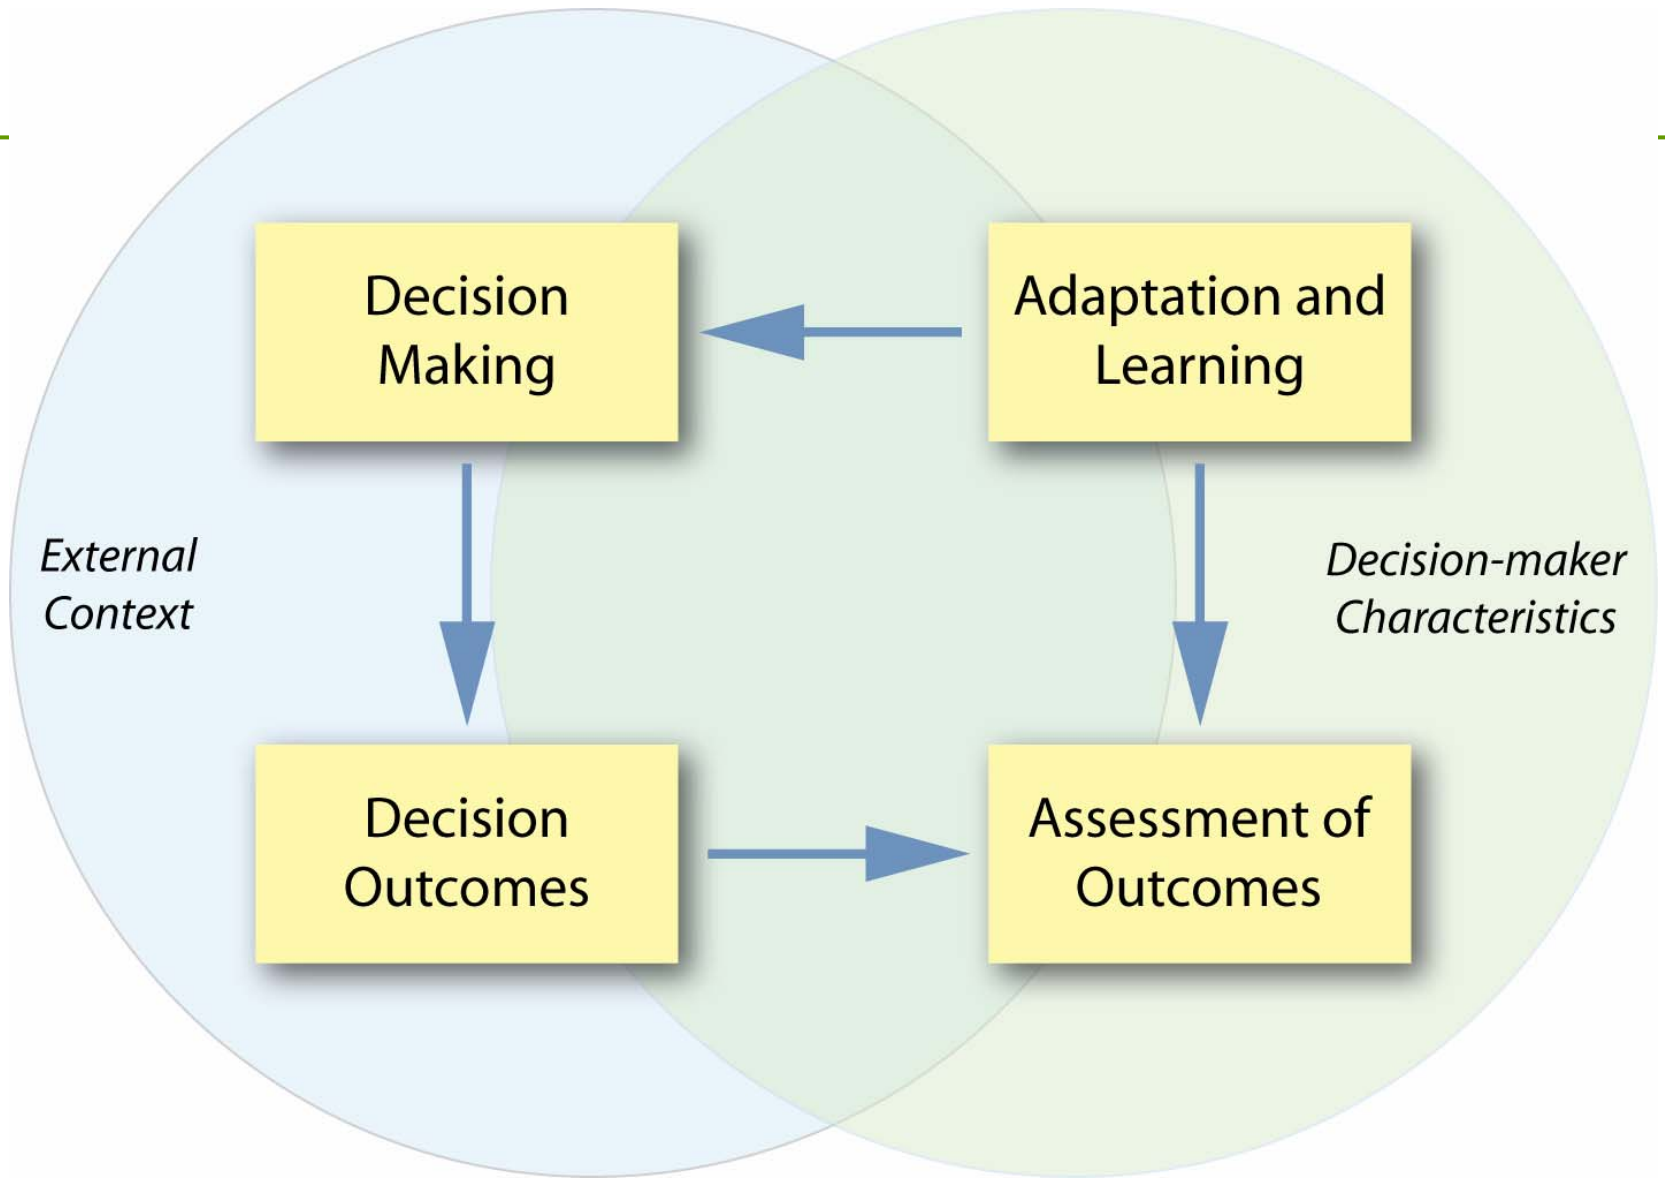 Decision
Making
Adaptation and
Learning
External
Context
Decision-maker
Characteristics
Decision
Outcomes
Assessment of
Outcomes